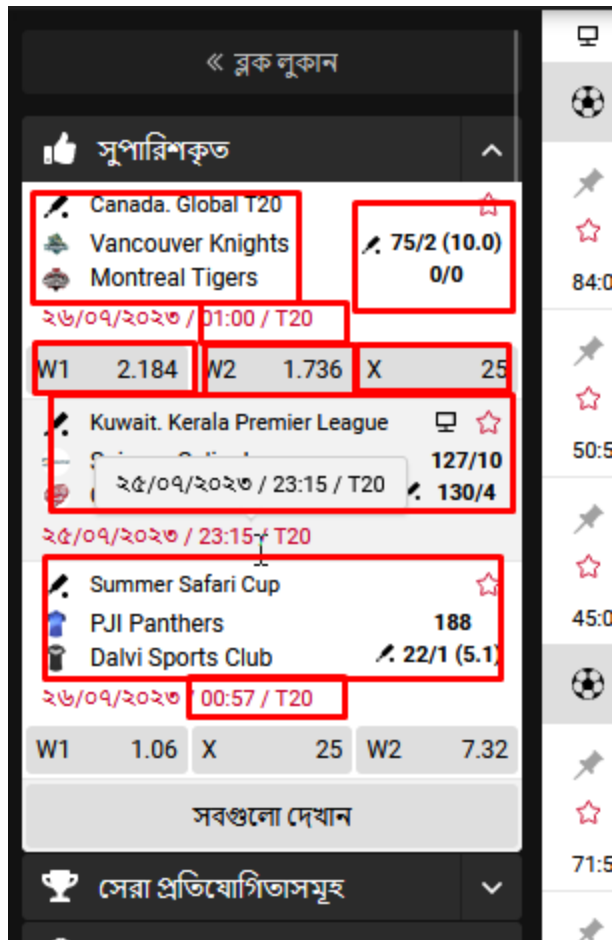 « ব্লক লুকান
সুপারিশকৃত
Canada. Global T20
Vancouver Knights 75/2 (10.0)
Montreal Tigers 0/0
২৬/০৭/২০২৩ / 01:00 / T20
W1 2.184 W2 1.736 X 25
Kuwait. Kerala Premier League
127/10
২৫/০৭/২০২৩ / 23:15 / T20
130/4
২৫/০৭/২০২৩ / 23:15 / T20
Summer Safari Cup
PJI Panthers 188
Dalvi Sports Club 22/1 (5.1)
২৬/০৭/২০২৩ / 00:57 / T20
W1 1.06 X 25 W2 7.32
সবগুলো দেখান
সেরা প্রতিযোগিতাসমূহ
84:0
50:5
45:0
71:5